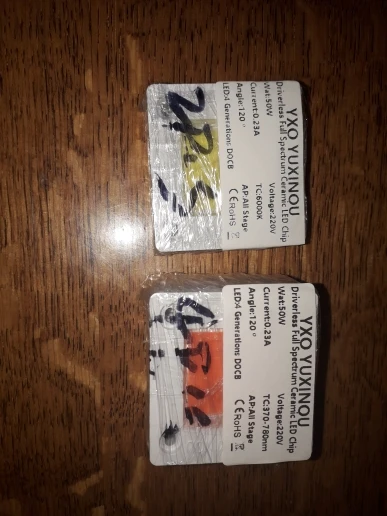 YXO YUXINOU
Driverless Full Spectrum Ceramic LED Chip
Wat:50W Voltage:220V
Current:0.23A TC:6000K
Angle:120° AP:All Stage
LED:4 Generations DOCB CE RoHS
YXO YUXINOU
Driverless Full Spectrum Ceramic LED Chip
Wat:50W Voltage:220V
Current:0.23A TC:370-780nm
Angle:120° AP:All Stage
LED:4 Generations DOCB CE RoHS